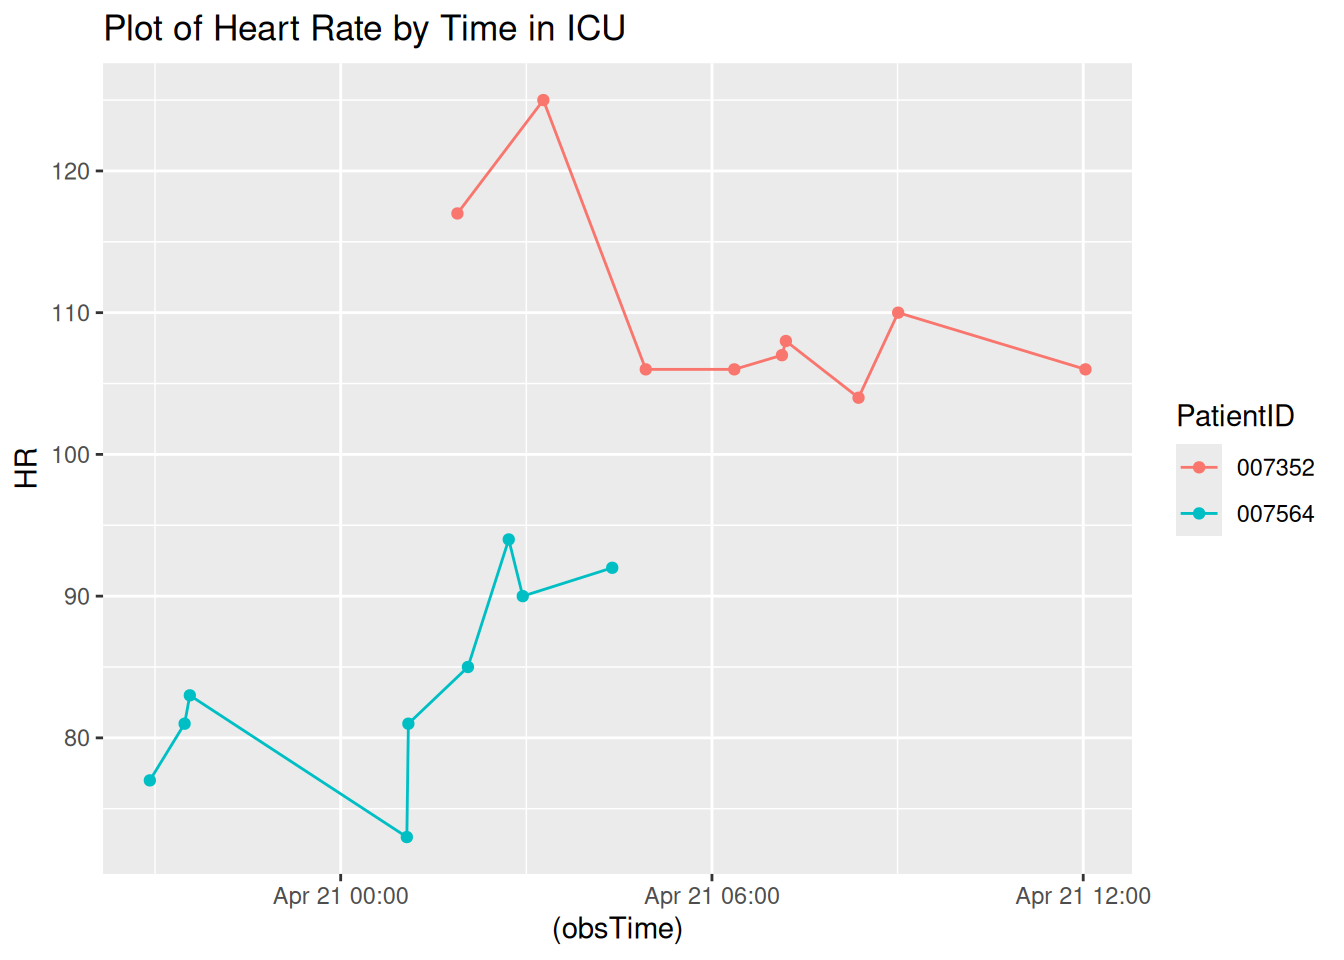 Plot of Heart Rate by Time in ICU
120
110
100
90
80
HR
Apr 21 00:00
Apr 21 06:00
Apr 21 12:00
(obsTime)
PatientID
007352
007564